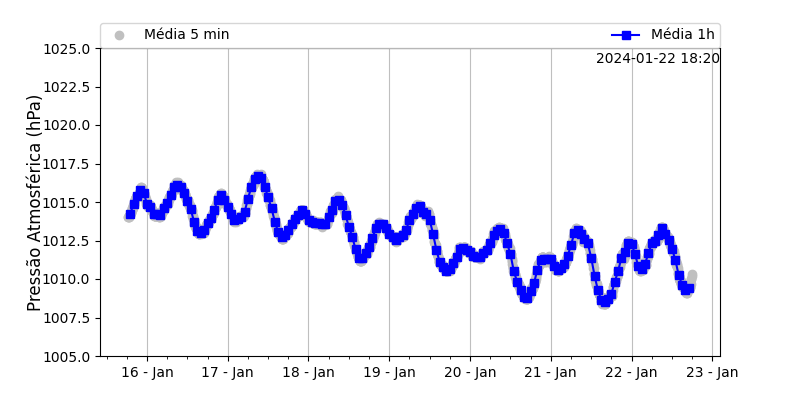 Média 5 min
Média 1h
2024-01-22 18:20
Pressão Atmosférica (hPa)
1025.0
1022.5
1020.0
1017.5
1015.0
1012.5
1010.0
1007.5
1005.0
16 - Jan
17 - Jan
18 - Jan
19 - Jan
20 - Jan
21 - Jan
22 - Jan
23 - Jan